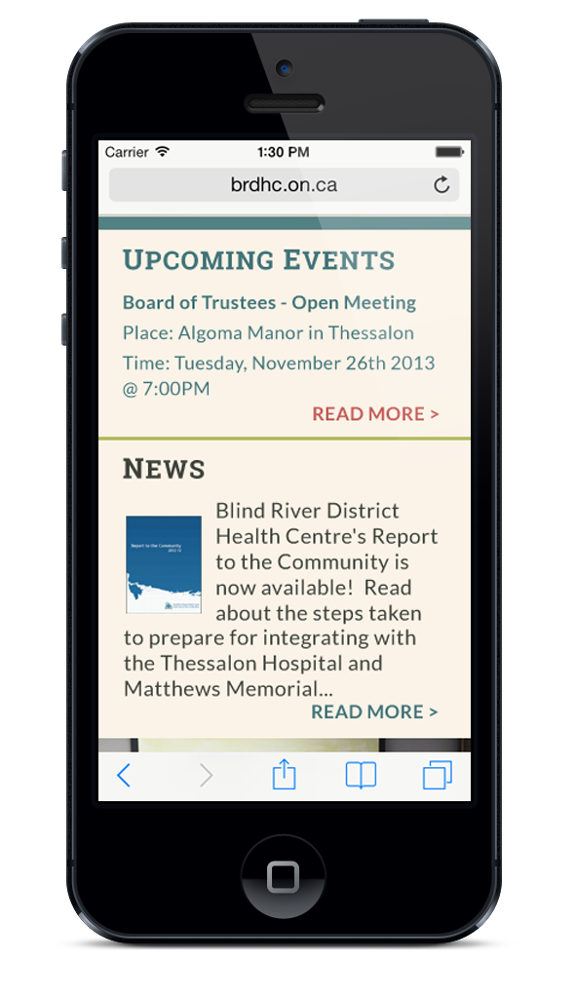 Carrier 1:30 PM
brdhc.on.ca
UPCOMING EVENTS
Board of Trustees - Open Meeting
Place: Algoma Manor in Thessalon
Time: Tuesday, November 26th 2013
@ 7:00PM
READ MORE >
NEWS
Report to the Community
Blind River District
Health Centre's Report
to the Community is
now available!  Read
about the steps taken
to prepare for integrating with
the Thessalon Hospital and
Matthews Memorial...
READ MORE >